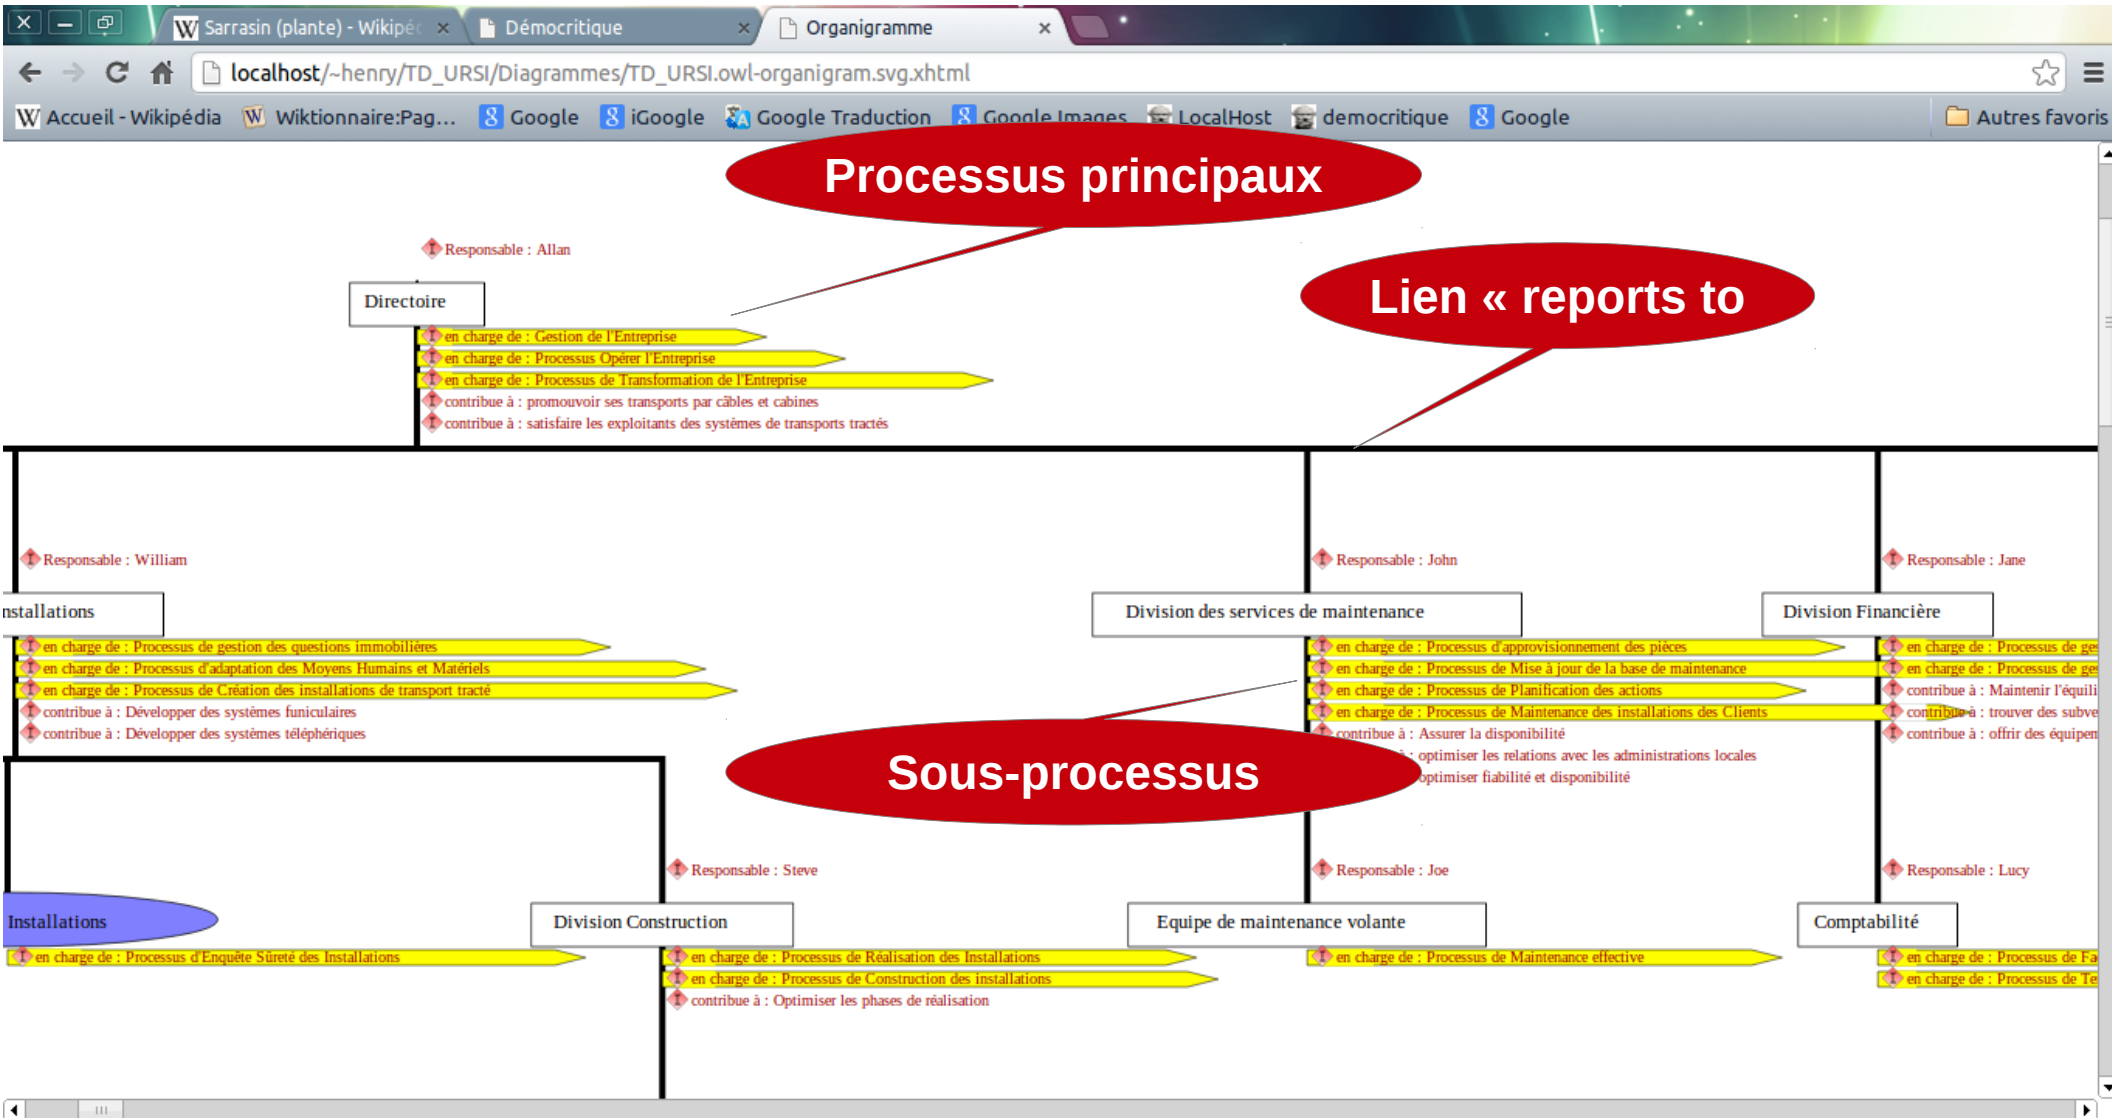 Sarrasin (plante) - Wikipéd
Démocritique
Organigramme
localhost/~henry/TD_URSI/Diagrammes/TD_URSI.owl-organigram.svg.xhtml
Accueil - Wikipédia
Wiktionnaire:Pag...
Google
iGoogle
Google Traduction
Google Images
LocalHost
democritique
Google
Autres favoris
Processus principaux
Responsable : Allan
Lien « reports to
Directoire
en charge de : Gestion de l'Entreprise
en charge de : Processus Opérer l'Entreprise
en charge de : Processus de Transformation de l'Entreprise
contribue à : promouvoir ses transports par câbles et cabines
contribue à : satisfaire les exploitants des systèmes de transports tractés
Responsable : William
Responsable : John
Responsable : Jane
nstallations
Division des services de maintenance
Division Financière
en charge de : Processus de gestion des questions immobilières
en charge de : Processus d'adaptation des Moyens Humains et Matériels
en charge de : Processus de Création des installations de transport tracté
contribue à : Développer des systèmes funiculaires
contribue à : Développer des systèmes téléphériques
en charge de : Processus d'approvisionnement des pièces
en charge de : Processus de Mise à jour de la base de maintenance
en charge de : Processus de Planification des actions
en charge de : Processus de Maintenance des installations des Clients
contribue à : Assurer la disponibilité
: optimiser les relations avec les administrations locales
optimiser fiabilité et disponibilité
en charge de : Processus de ges
en charge de : Processus de ges
contribue à : Maintenir l'équili
contribue à : trouver des subve
contribue à : offrir des équipem
Sous-processus
Responsable : Steve
Responsable : Joe
Responsable : Lucy
Installations
Division Construction
Equipe de maintenance volante
Comptabilité
en charge de : Processus d'Enquête Sûreté des Installations
en charge de : Processus de Réalisation des Installations
en charge de : Processus de Construction des installations
contribue à : Optimiser les phases de réalisation
en charge de : Processus de Maintenance effective
en charge de : Processus de Fa
en charge de : Processus de Te